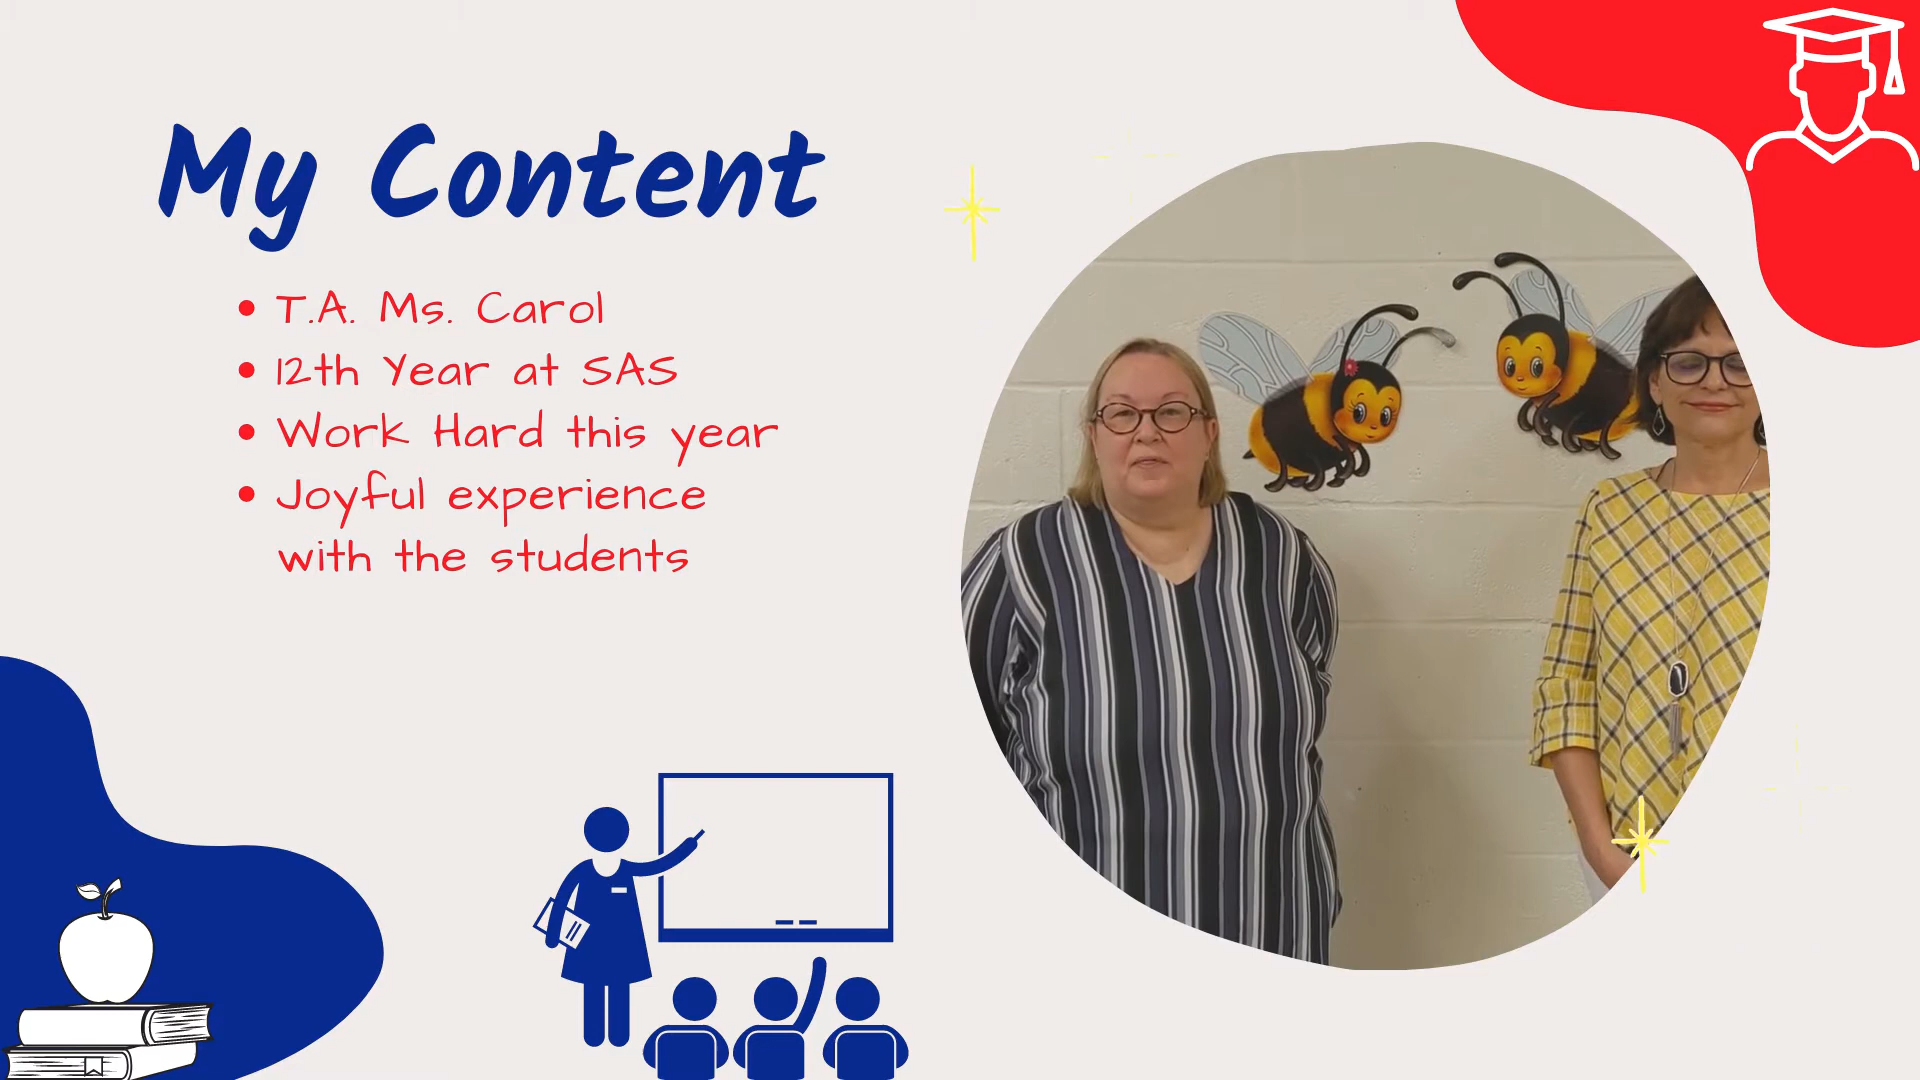 My Content
• T.A. Ms. Carol
• 12th Year at SAS
• Work Hard this year
• Joyful experience
with the students